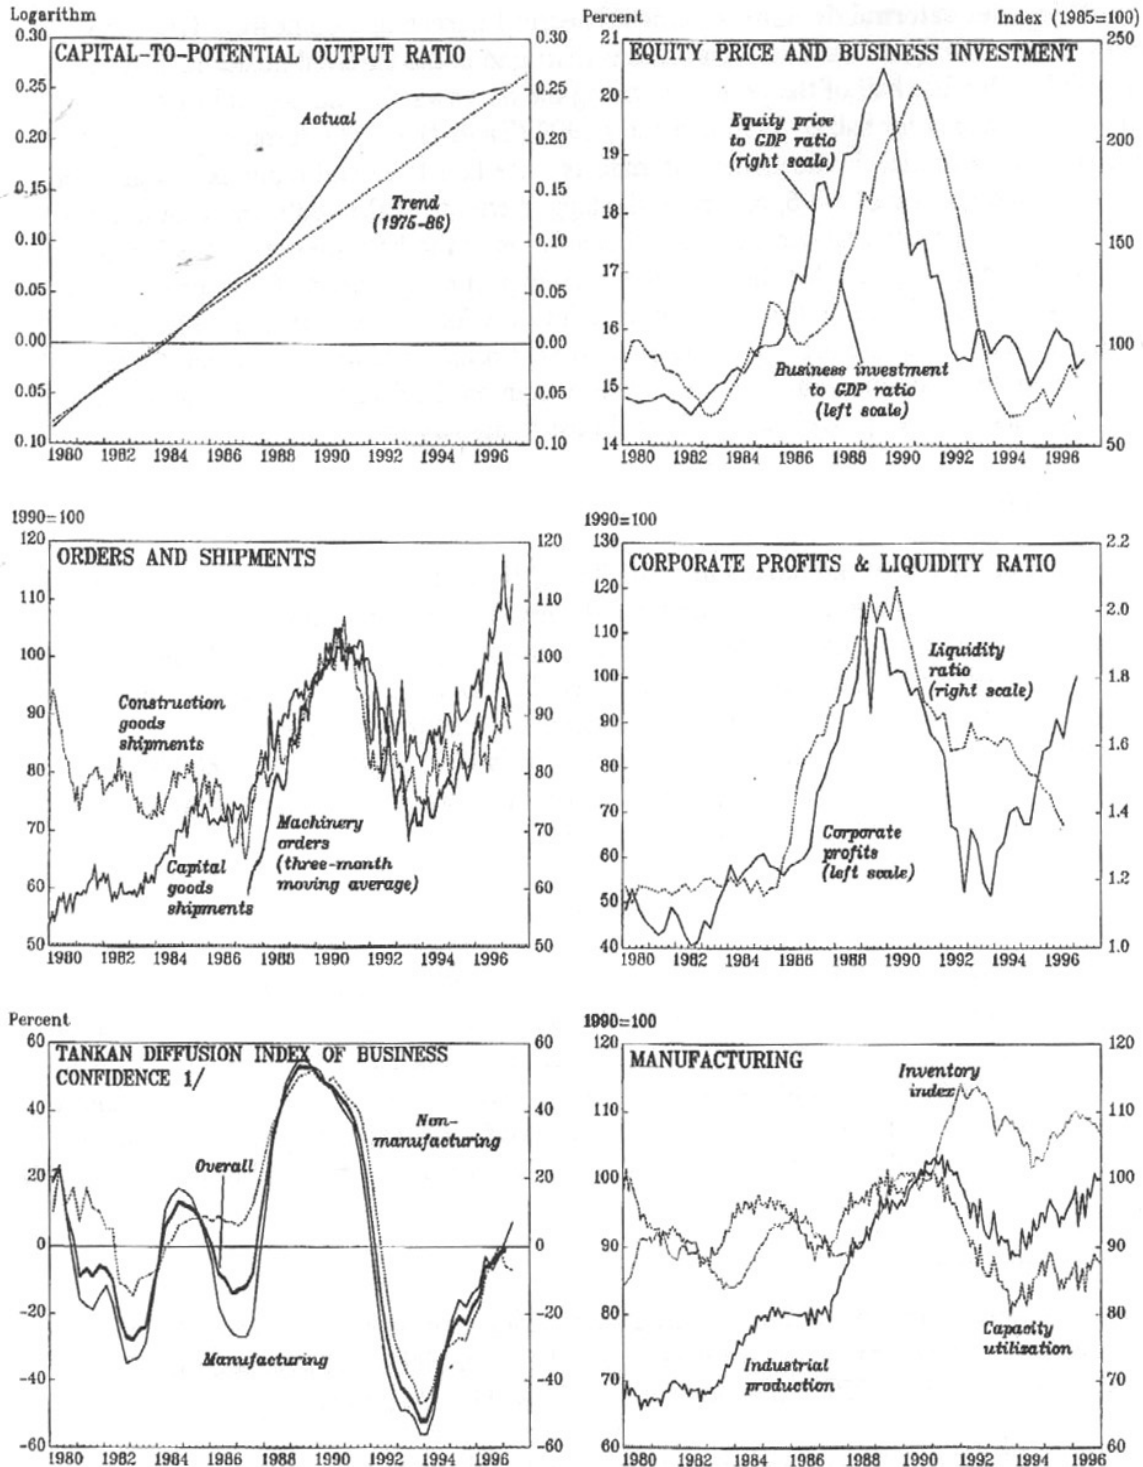 Logarithm
0.30 0.30
CAPITAL-TO-POTENTIAL OUTPUT RATIO
0.25 0.25
Actual
0.20 0.20
0.15 0.15
Trend
(1975-86)
0.10 0.10
0.05 0.05
0.00 0.00
0.05 0.05
0.10 0.10
1980 1982 1984 1986 1988 1990 1992 1994 1996
Percent Index (1985=100)
21 250
EQUITY PRICE AND BUSINESS INVESTMENT
20
Equity price
to GDP ratio
(right scale)
200
19
18
150
17
16
100
Business investment
to GDP ratio
(left scale)
15
14 50
1980 1982 1984 1986 1988 1990 1992 1994 1996
1990=100
120 120
ORDERS AND SHIPMENTS
110 110
100 100
Construction
goods
shipments
90 90
80 80
70 70
Machinery
orders
(three-month
moving average)
Capital
goods
shipments
60 60
50 50
1980 1982 1984 1986 1988 1990 1992 1994 1996
1990=100
130 2.2
CORPORATE PROFITS & LIQUIDITY RATIO
120
2.0
110
Liquidity
ratio
(right scale)
100 1.8
90
1.6
80
70 1.4
Corporate
profits
(left scale)
60
1.2
50
40 1.0
1980 1982 1984 1986 1988 1990 1992 1994 1996
Percent
60 60
TANKAN DIFFUSION INDEX OF BUSINESS
CONFIDENCE 1/
40 40
Non-
manufacturing
Overall
20 20
0 0
-20 -20
Manufacturing
-40 -40
-60 -60
1980 1982 1984 1986 1988 1990 1992 1994 1996
1990=100
120 120
MANUFACTURING
Inventory
index
110 110
100 100
90 90
80 80
Capacity
utilization
Industrial
production
70 70
60 60
1980 1982 1984 1986 1988 1990 1992 1994 1996